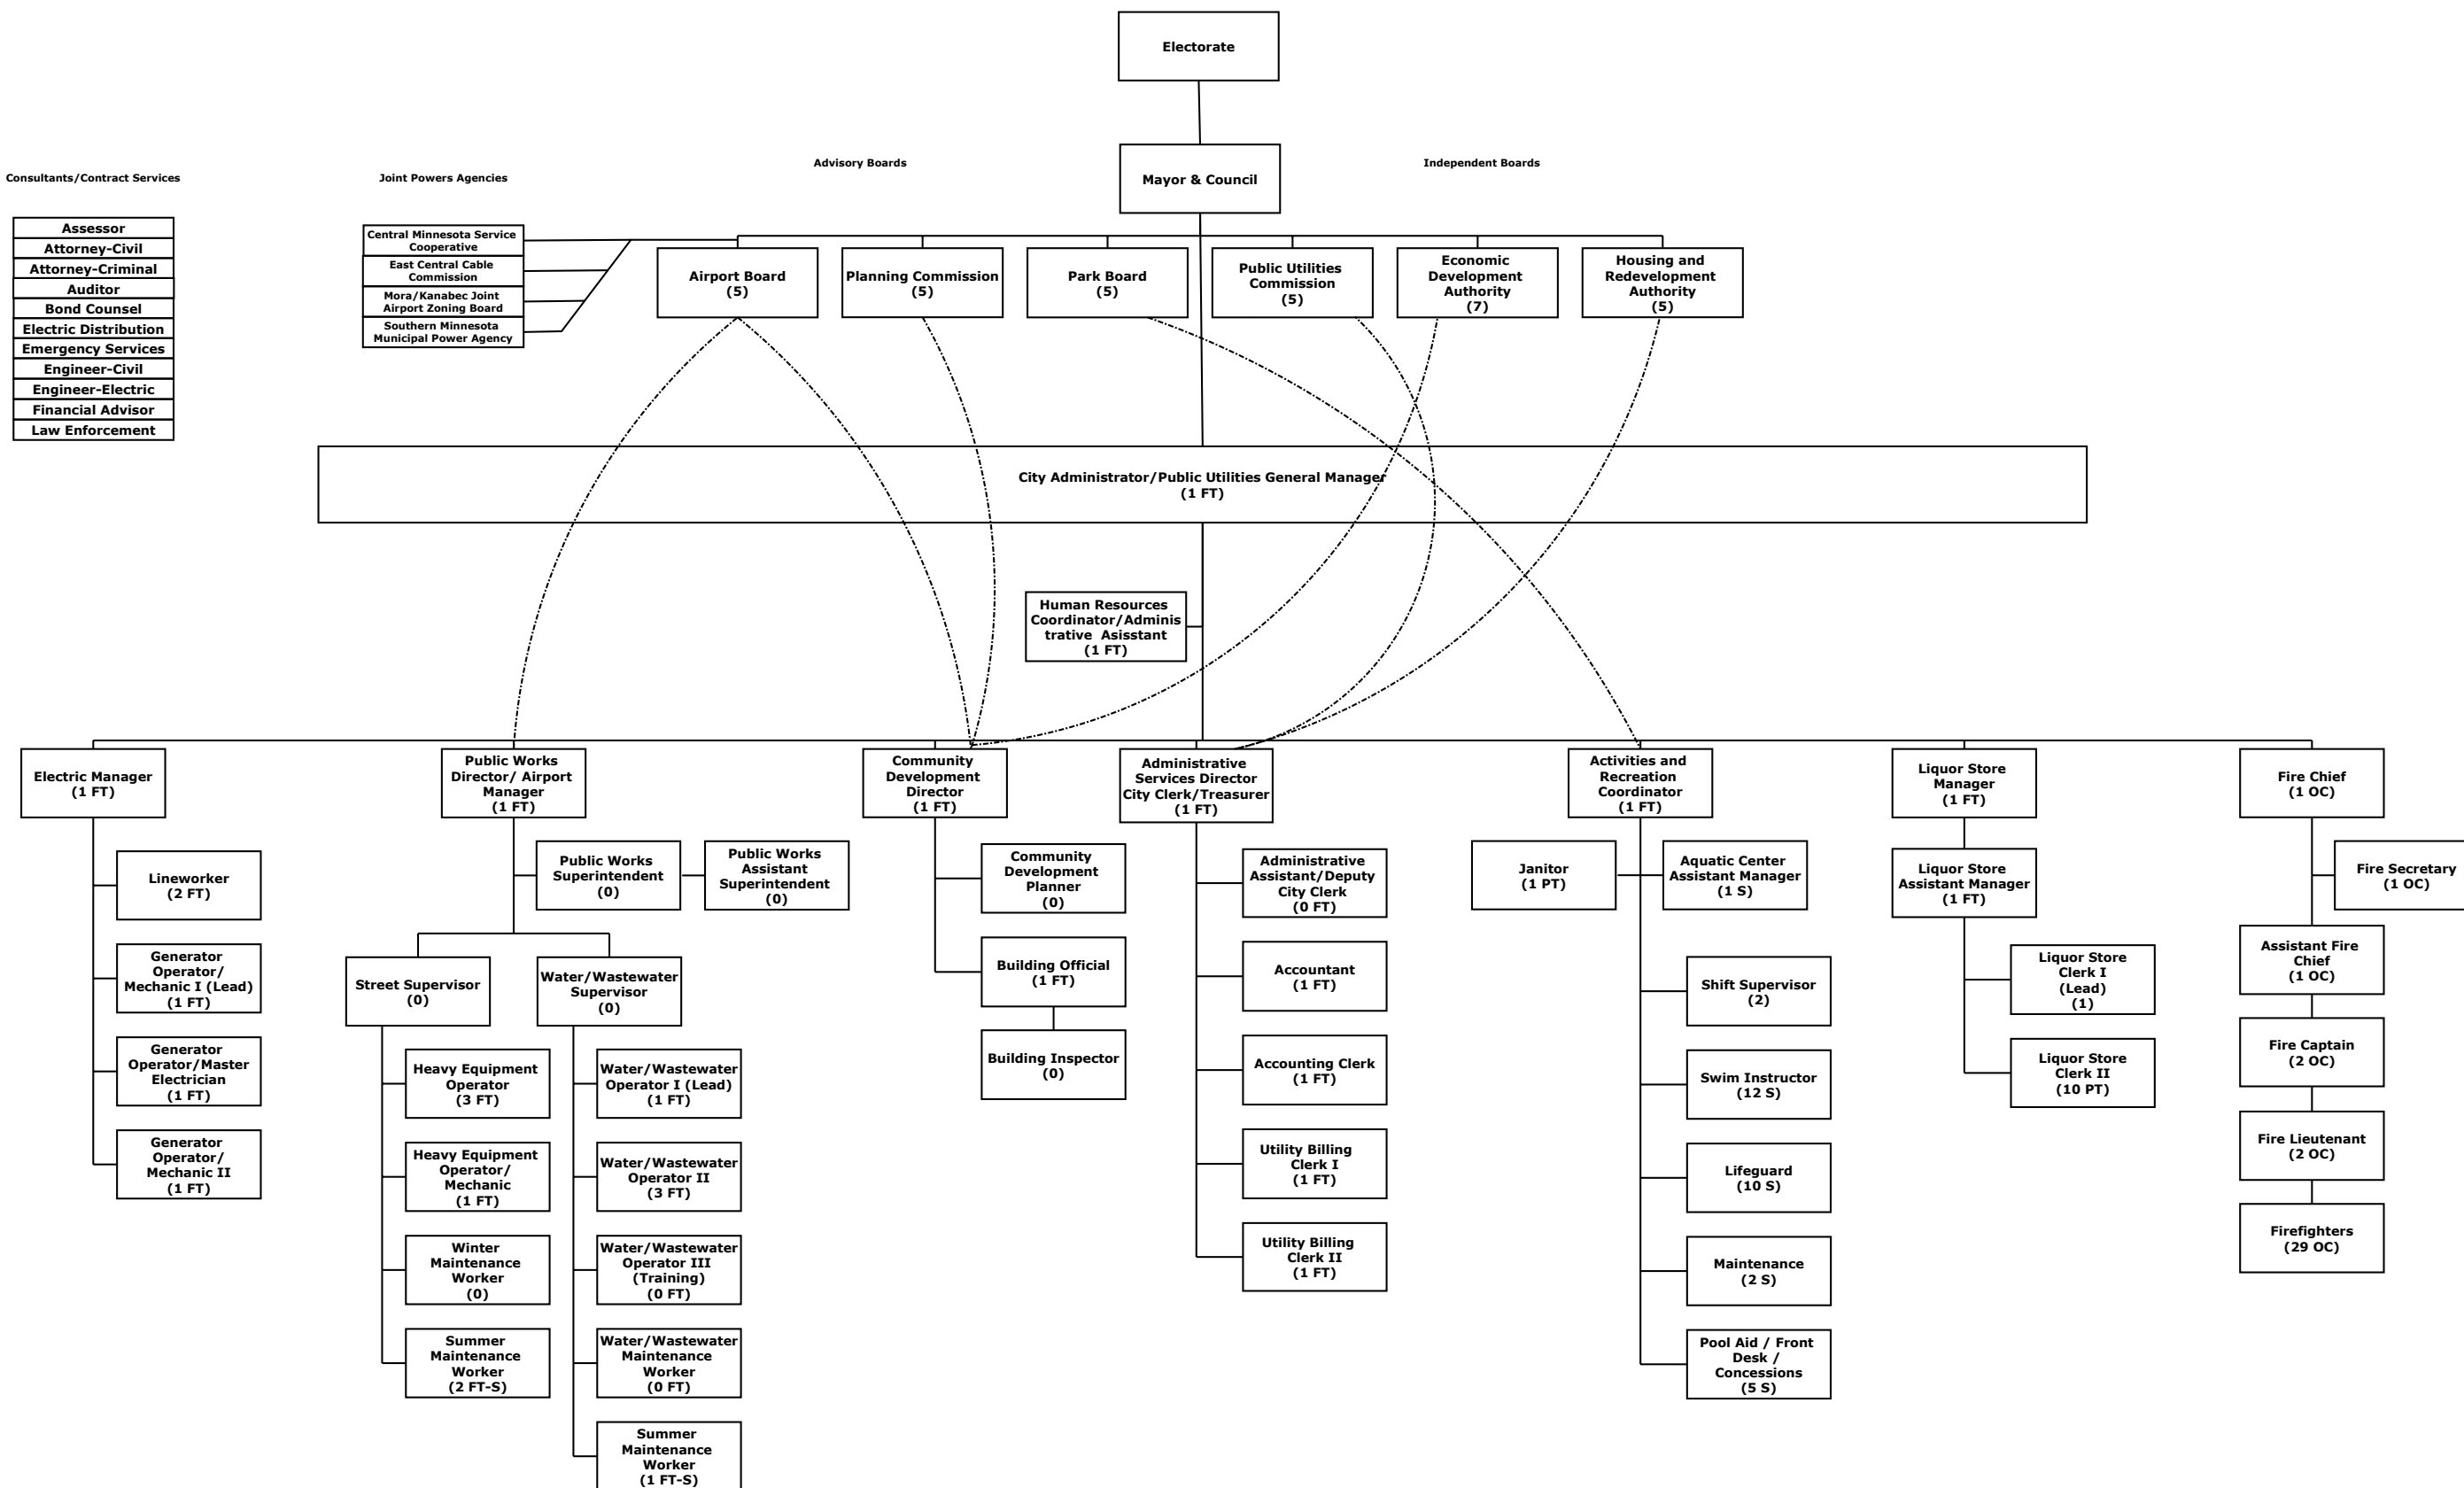 Electorate
Mayor & Council
Advisory Boards
Independent Boards
Consultants/Contract Services
Joint Powers Agencies
Assessor
Attorney-Civil
Attorney-Criminal
Auditor
Bond Counsel
Electric Distribution
Emergency Services
Engineer-Civil
Engineer-Electric
Financial Advisor
Law Enforcement
Central Minnesota Service
Cooperative
East Central Cable
Commission
Mora/Kanabec Joint
Airport Zoning Board
Southern Minnesota
Municipal Power Agency
Airport Board
(5)
Planning Commission
(5)
Park Board
(5)
Public Utilities
Commission
(5)
Economic
Development
Authority
(7)
Housing and
Redevelopment
Authority
(5)
City Administrator/Public Utilities General Manager
(1 FT)
Human Resources
Coordinator/Adminis
trative  Asisstant
(1 FT)
Electric Manager
(1 FT)
Lineworker
(2 FT)
Generator
Operator/
Mechanic I (Lead)
(1 FT)
Generator
Operator/Master
Electrician
(1 FT)
Generator
Operator/
Mechanic II
(1 FT)
Public Works
Director/ Airport
Manager
(1 FT)
Public Works
Superintendent
(0)
Public Works
Assistant
Superintendent
(0)
Street Supervisor
(0)
Heavy Equipment
Operator
(3 FT)
Heavy Equipment
Operator/
Mechanic
(1 FT)
Winter
Maintenance
Worker
(0)
Summer
Maintenance
Worker
(2 FT-S)
Water/Wastewater
Supervisor
(0)
Water/Wastewater
Operator I (Lead)
(1 FT)
Water/Wastewater
Operator II
(3 FT)
Water/Wastewater
Operator III
(Training)
(0 FT)
Water/Wastewater
Maintenance
Worker
(0 FT)
Summer
Maintenance
Worker
(1 FT-S)
Community
Development
Director
(1 FT)
Community
Development
Planner
(0)
Building Official
(1 FT)
Building Inspector
(0)
Administrative
Services Director
City Clerk/Treasurer
(1 FT)
Administrative
Assistant/Deputy
City Clerk
(0 FT)
Accountant
(1 FT)
Accounting Clerk
(1 FT)
Utility Billing
Clerk I
(1 FT)
Utility Billing
Clerk II
(1 FT)
Activities and
Recreation
Coordinator
(1 FT)
Janitor
(1 PT)
Aquatic Center
Assistant Manager
(1 S)
Shift Supervisor
(2)
Swim Instructor
(12 S)
Lifeguard
(10 S)
Maintenance
(2 S)
Pool Aid / Front
Desk /
Concessions
(5 S)
Liquor Store
Manager
(1 FT)
Liquor Store
Assistant Manager
(1 FT)
Liquor Store
Clerk I
(Lead)
(1)
Liquor Store
Clerk II
(10 PT)
Fire Chief
(1 OC)
Fire Secretary
(1 OC)
Assistant Fire
Chief
(1 OC)
Fire Captain
(2 OC)
Fire Lieutenant
(2 OC)
Firefighters
(29 OC)